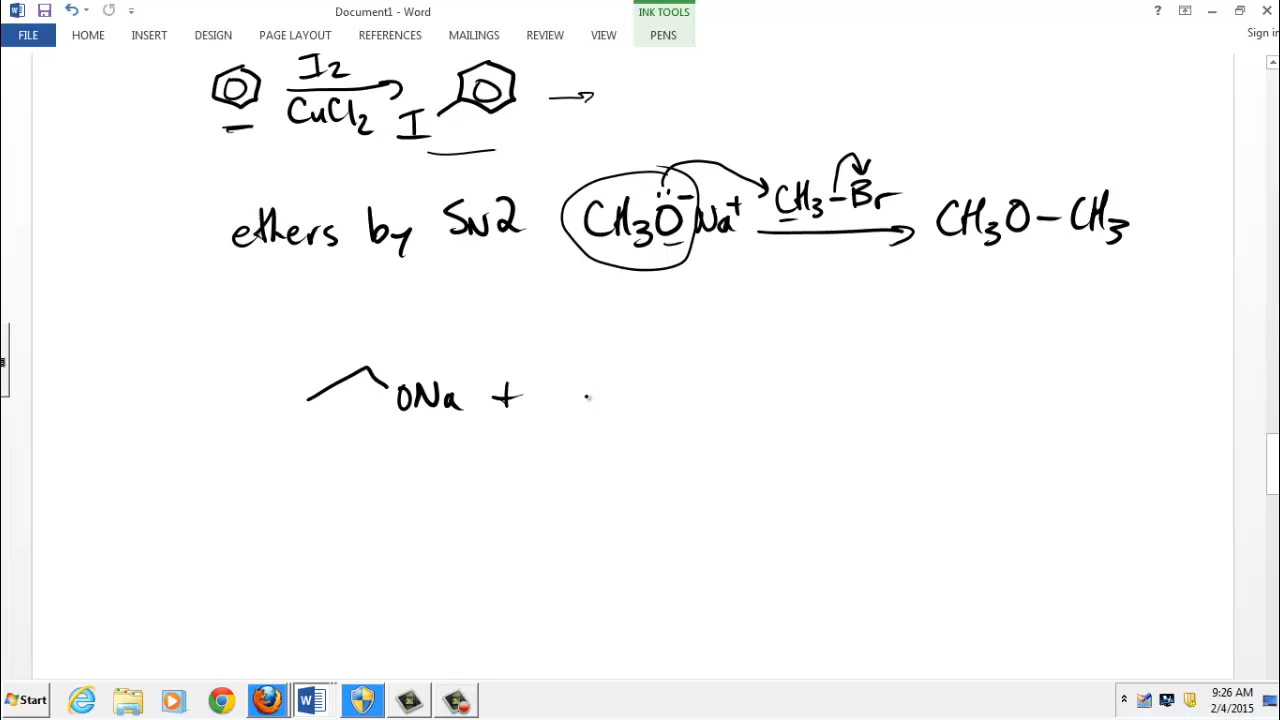 Document1 - Word
INK TOOLS
?
FILE HOME INSERT DESIGN PAGE LAYOUT REFERENCES MAILINGS REVIEW VIEW PENS
Sign in
I2
CuCl2
I
ethers by SN2 CH3Ö⁻Na⁺ CH3-Br CH3O-CH3
ONa +
Start
9:26 AM
2/4/2015